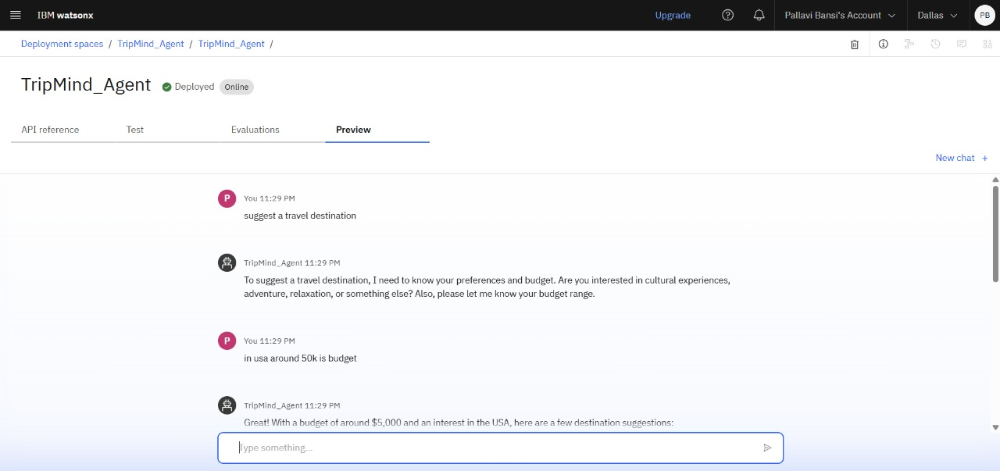 IBM watsonx
Upgrade
Pallavi Bansi's Account
Dallas
PB
Deployment spaces / TripMind_Agent / TripMind_Agent /
TripMind_Agent
Deployed
Online
API reference
Test
Evaluations
Preview
New chat +
P
You 11:29 PM
suggest a travel destination
TripMind_Agent 11:29 PM
To suggest a travel destination, I need to know your preferences and budget. Are you interested in cultural experiences,
adventure, relaxation, or something else? Also, please let me know your budget range.
P
You 11:29 PM
in usa around 50k is budget
TripMind_Agent 11:29 PM
Great! With a budget of around $5,000 and an interest in the USA, here are a few destination suggestions:
Type something...